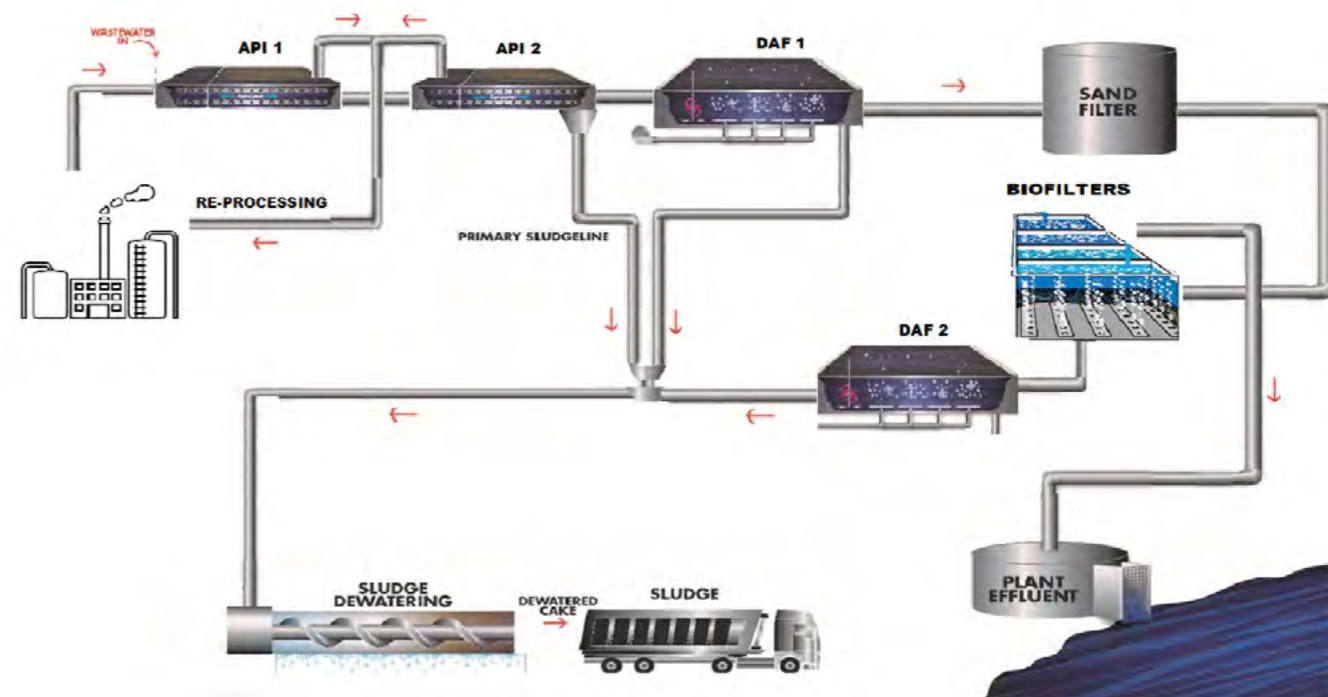 WASTEWATER
IN
API 1
API 2
DAF 1
SAND
FILTER
RE-PROCESSING
PRIMARY SLUDGELINE
BIOFILTERS
DAF 2
SLUDGE
DEWATERING
DEWATERED
CAKE
SLUDGE
PLANT
EFFLUENT